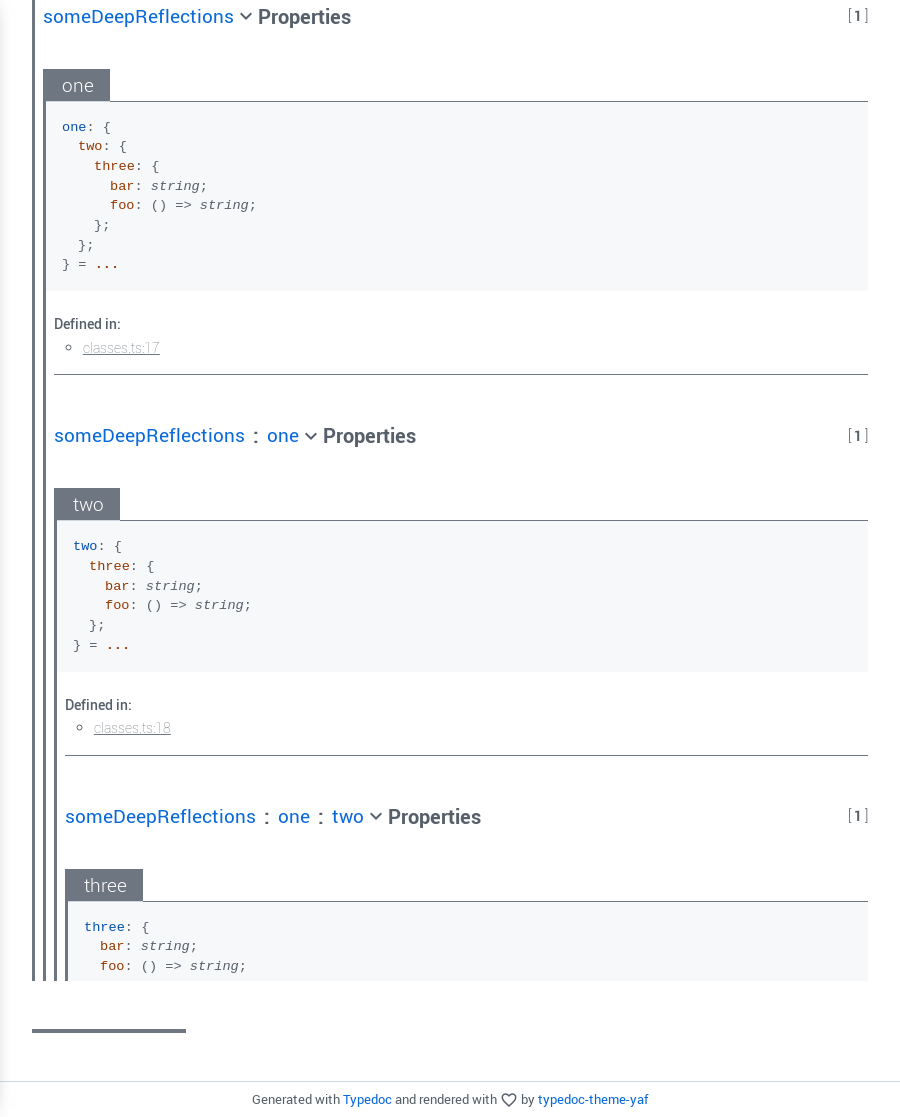 someDeepReflections Properties [ 1 ]
one
one: {
two: {
three: {
bar: string;
foo: () => string;
};
};
} = ...
Defined in:
classes.ts:17
someDeepReflections : one Properties [ 1 ]
two
two: {
three: {
bar: string;
foo: () => string;
};
} = ...
Defined in:
classes.ts:18
someDeepReflections : one : two Properties [ 1 ]
three
three: {
bar: string;
foo: () => string;
Generated with Typedoc and rendered with by typedoc-theme-yaf